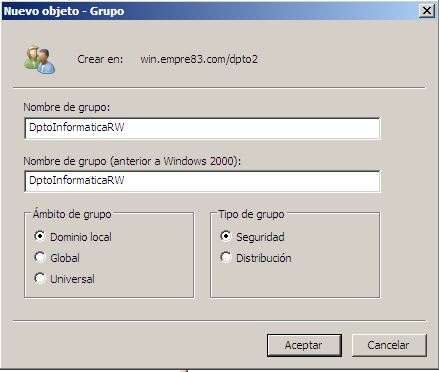 Nuevo objeto - Grupo
Crear en: win.empre83.com/dpto2
Nombre de grupo:
DptoInformaticaRW
Nombre de grupo (anterior a Windows 2000):
DptoInformaticaRW
Ámbito de grupo
Dominio local
Global
Universal
Tipo de grupo
Seguridad
Distribución
Aceptar
Cancelar